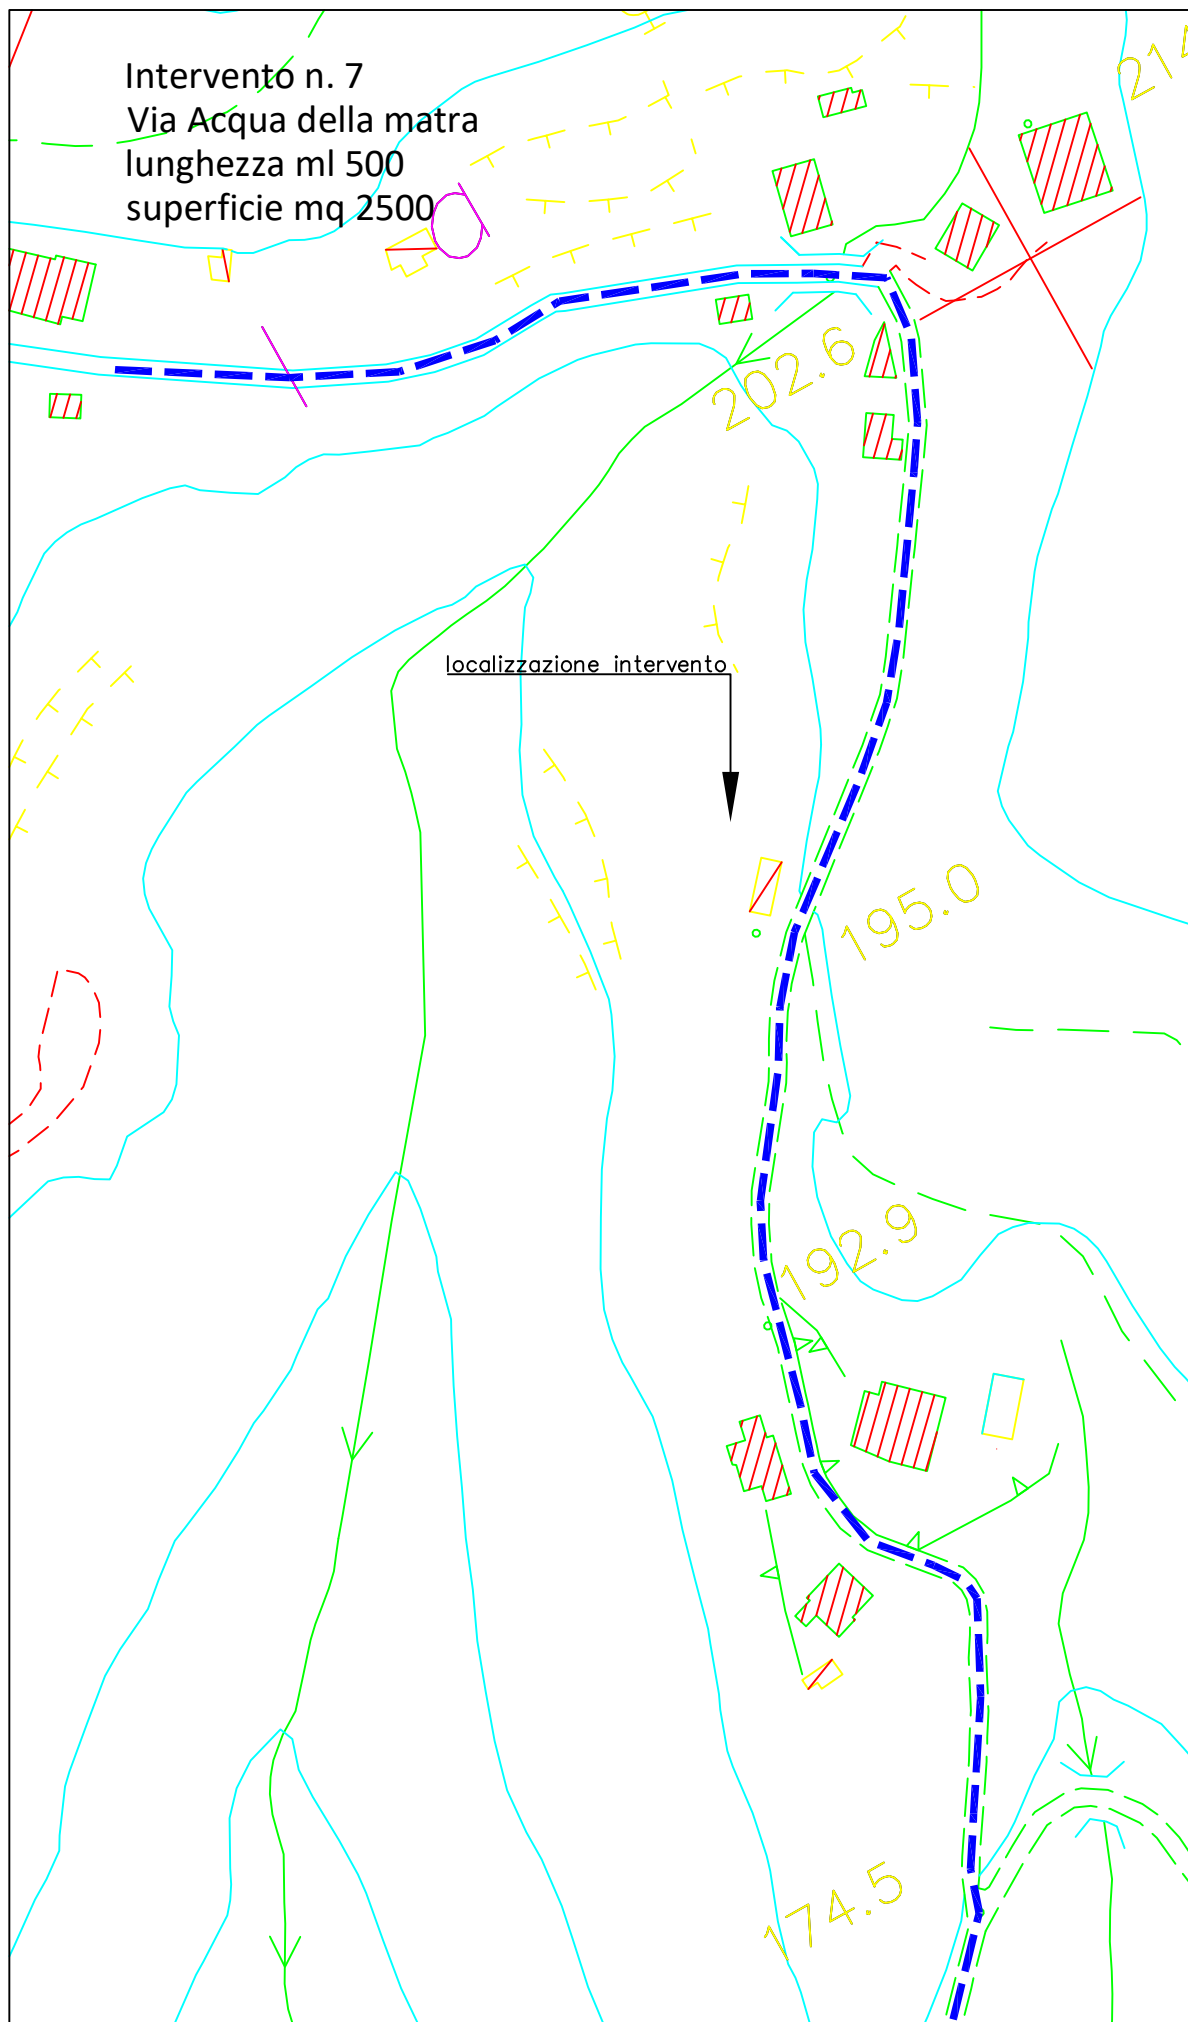 Intervento n. 7
Via Acqua della matra
lunghezza ml 500
superficie mq 2500
202.6
localizzazione intervento
195.0
192.9
174.5